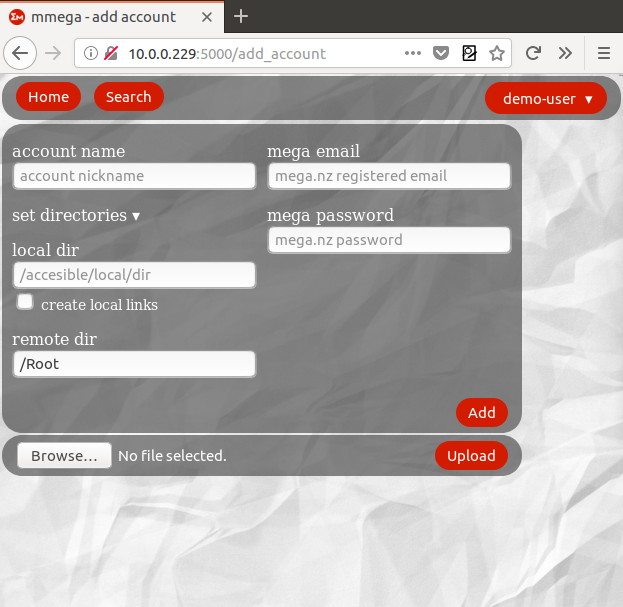 mmega - add account
10.0.0.229:5000/add_account
Home Search demo-user ▾
account name
account nickname
mega email
mega.nz registered email
set directories ▾
mega password
mega.nz password
local dir
/accesible/local/dir
create local links
remote dir
/Root
Add
Browse... No file selected. Upload